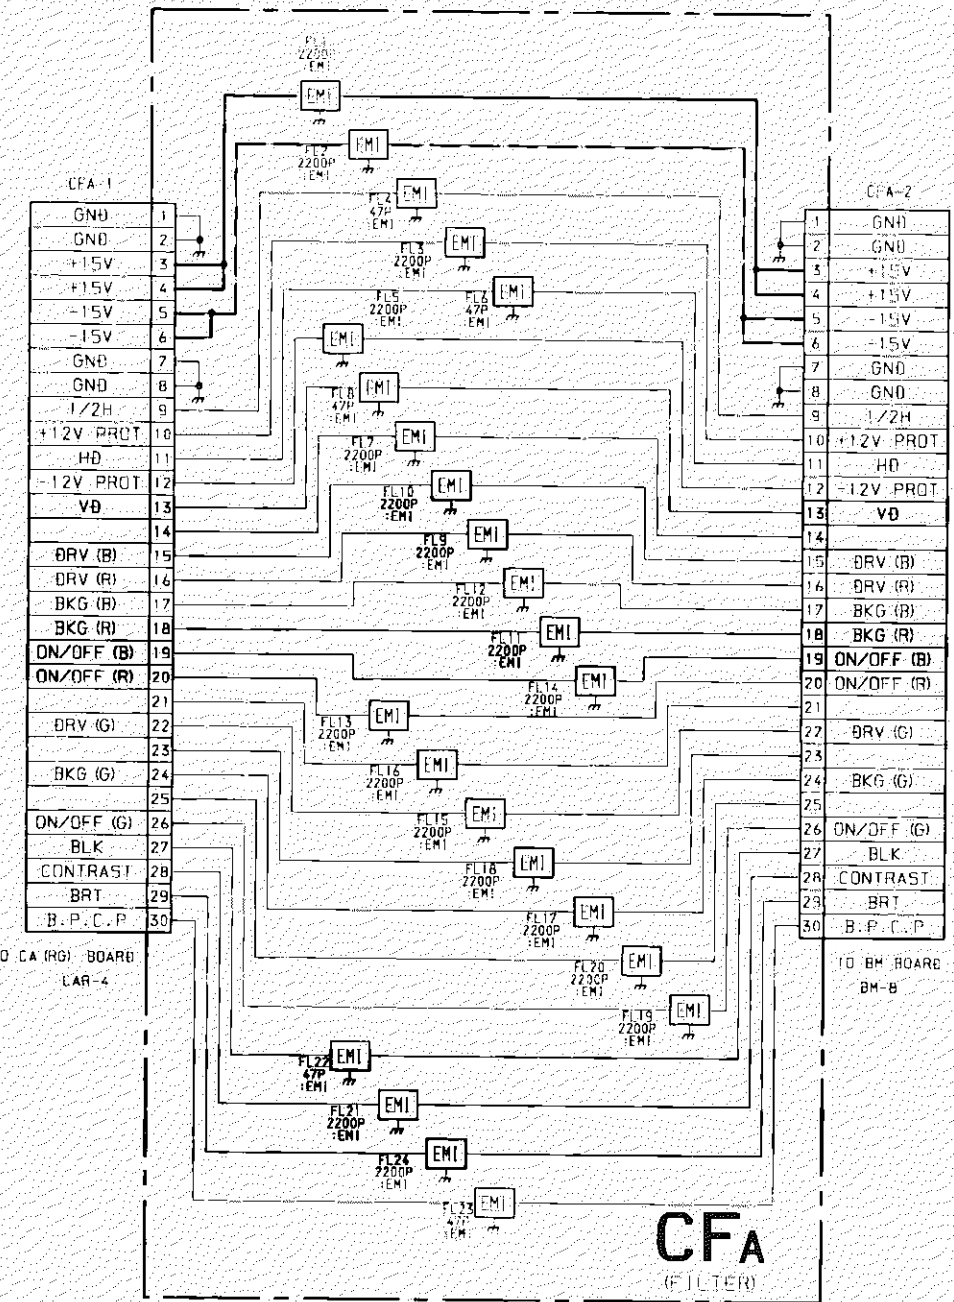 2200
EMI
EMI
EMI
FL2
2200P
:EMI
EMI
FL4
47P
EMI
EMI
FL3
2200P
:EMI
EMI
FL5
2200P
:EMI
FL6
47P
:EMI
EMI
EMI
FL8
47P
:EMI
EMI
FL7
2200P
:EMI
EMI
FL10
2200P
:EMI
EMI
FL9
2200P
:EMI
EMI
FL12
2200P
:EMI
EMI
FL11
2200P
:EMI
EMI
FL14
2200P
:EMI
EMI
FL13
2200P
:EMI
EMI
FL16
2200P
:EMI
EMI
FL15
2200P
:EMI
EMI
FL18
2200P
:EMI
EMI
FL17
2200P
:EMI
EMI
FL20
2200P
:EMI
EMI
FL19
2200P
:EMI
EMI
FL22
47P
:EMI
EMI
FL21
2200P
:EMI
EMI
FL24
2200P
:EMI
EMI
FL23
47P
:EMI
CFA-1
GND 1
GND 2
+15V 3
+15V 4
-15V 5
-15V 6
GND 7
GND 8
1/2H 9
+12V PROT 10
HD 11
-12V PROT 12
VD 13
14
DRV (B) 15
DRV (R) 16
BKG (B) 17
BKG (R) 18
ON/OFF (B) 19
ON/OFF (R) 20
21
DRV (G) 22
23
BKG (G) 24
25
ON/OFF (G) 26
BLK 27
CONTRAST 28
BRT 29
B.P.C.P 30
O CA (RG) BOARD
CAR-4
CFA-2
1 GND
2 GND
3 +15V
4 +15V
5 -15V
6 -15V
7 GND
8 GND
9 1/2H
10 +12V PROT
11 HD
12 -12V PROT
13 VD
14
15 DRV (B)
16 DRV (R)
17 BKG (B)
18 BKG (R)
19 ON/OFF (B)
20 ON/OFF (R)
21
22 DRV (G)
23
24 BKG (G)
25
26 ON/OFF (G)
27 BLK
28 CONTRAST
29 BRT
30 B.P.C.P
TO BM BOARD
BM-8
CFA
(FILTER)